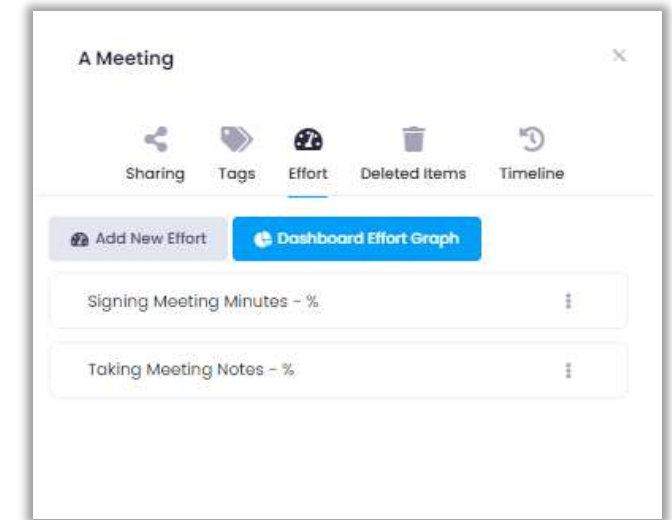 A Meeting
Sharing Tags Effort Deleted Items Timeline
Add New Effort Dashboard Effort Graph
Signing Meeting Minutes - %
Taking Meeting Notes - %